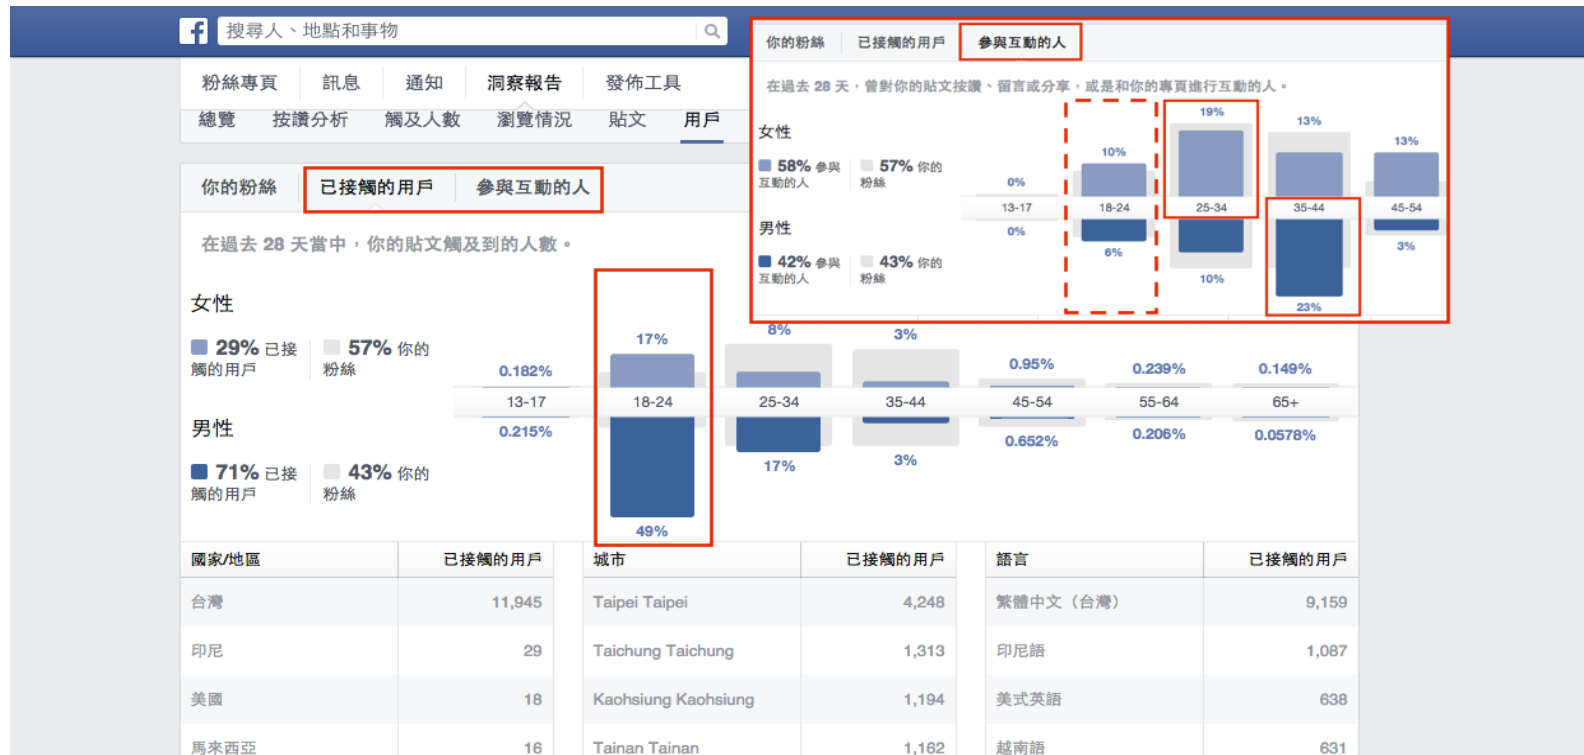 搜尋人、地點和事物
粉絲專頁 訊息 通知 洞察報告 發佈工具
總覽 按讚分析 觸及人數 瀏覽情況 貼文 用戶
你的粉絲 已接觸的用戶 參與互動的人
在過去 28 天當中，你的貼文觸及到的人數。
女性
29% 已接觸的用戶 57% 你的粉絲
0.182% 17% 8% 3% 0.95% 0.239% 0.149%
13-17 18-24 25-34 35-44 45-54 55-64 65+
男性
71% 已接觸的用戶 43% 你的粉絲
0.215% 49% 17% 3% 0.652% 0.206% 0.0578%
你的粉絲 已接觸的用戶 參與互動的人
在過去 28 天，曾對你的貼文按讚、留言或分享，或是和你的專頁進行互動的人。
女性
58% 參與互動的人 57% 你的粉絲
0% 10% 19% 13% 13%
13-17 18-24 25-34 35-44 45-54
男性
42% 參與互動的人 43% 你的粉絲
0% 6% 10% 23% 3%
國家/地區 已接觸的用戶 城市 已接觸的用戶 語言 已接觸的用戶
台灣 11,945 Taipei Taipei 4,248 繁體中文（台灣） 9,159
印尼 29 Taichung Taichung 1,313 印尼語 1,087
美國 18 Kaohsiung Kaohsiung 1,194 美式英語 638
馬來西亞 16 Tainan Tainan 1,162 越南語 631